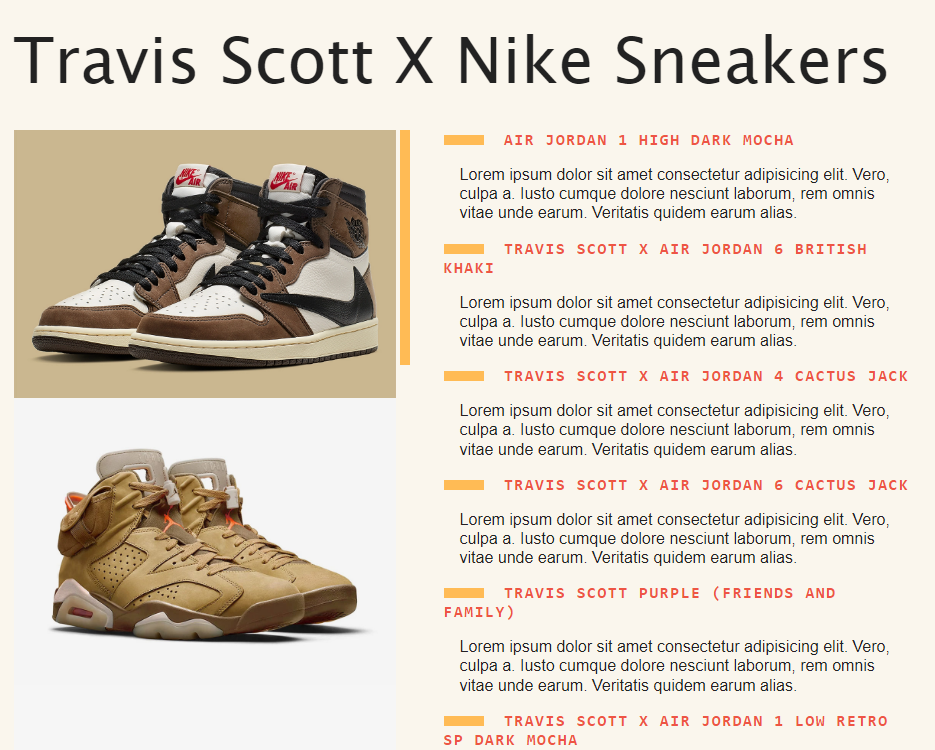 Travis Scott X Nike Sneakers
NIKE
AIR
NIKE
AIR
AIR JORDAN 1 HIGH DARK MOCHA
Lorem ipsum dolor sit amet consectetur adipisicing elit. Vero,
culpa a. Iusto cumque dolore nesciunt laborum, rem omnis
vitae unde earum. Veritatis quidem earum alias.
TRAVIS SCOTT X AIR JORDAN 6 BRITISH
KHAKI
Lorem ipsum dolor sit amet consectetur adipisicing elit. Vero,
culpa a. Iusto cumque dolore nesciunt laborum, rem omnis
vitae unde earum. Veritatis quidem earum alias.
TRAVIS SCOTT X AIR JORDAN 4 CACTUS JACK
Lorem ipsum dolor sit amet consectetur adipisicing elit. Vero,
culpa a. Iusto cumque dolore nesciunt laborum, rem omnis
vitae unde earum. Veritatis quidem earum alias.
TRAVIS SCOTT X AIR JORDAN 6 CACTUS JACK
Lorem ipsum dolor sit amet consectetur adipisicing elit. Vero,
culpa a. Iusto cumque dolore nesciunt laborum, rem omnis
vitae unde earum. Veritatis quidem earum alias.
TRAVIS SCOTT PURPLE (FRIENDS AND
FAMILY)
Lorem ipsum dolor sit amet consectetur adipisicing elit. Vero,
culpa a. Iusto cumque dolore nesciunt laborum, rem omnis
vitae unde earum. Veritatis quidem earum alias.
TRAVIS SCOTT X AIR JORDAN 1 LOW RETRO
SP DARK MOCHA